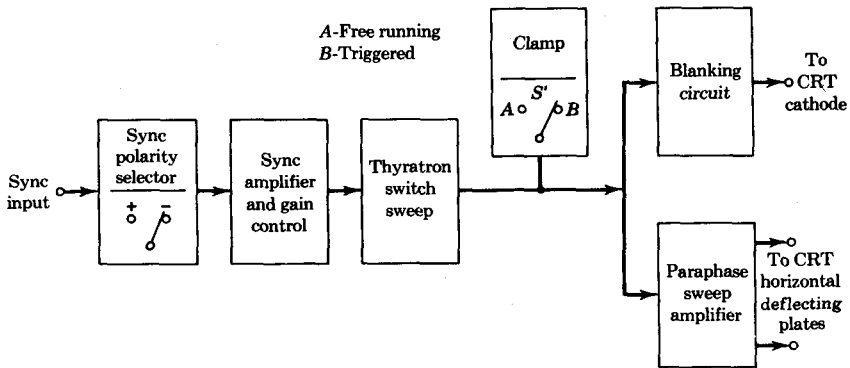 A-Free running
B-Triggered
Clamp
S'
A
B
Blanking
circuit
To
CRT
cathode
Sync
input
Sync
polarity
selector
+ −
Sync
amplifier
and gain
control
Thyratron
switch
sweep
Paraphase
sweep
amplifier
To CRT
horizontal
deflecting
plates